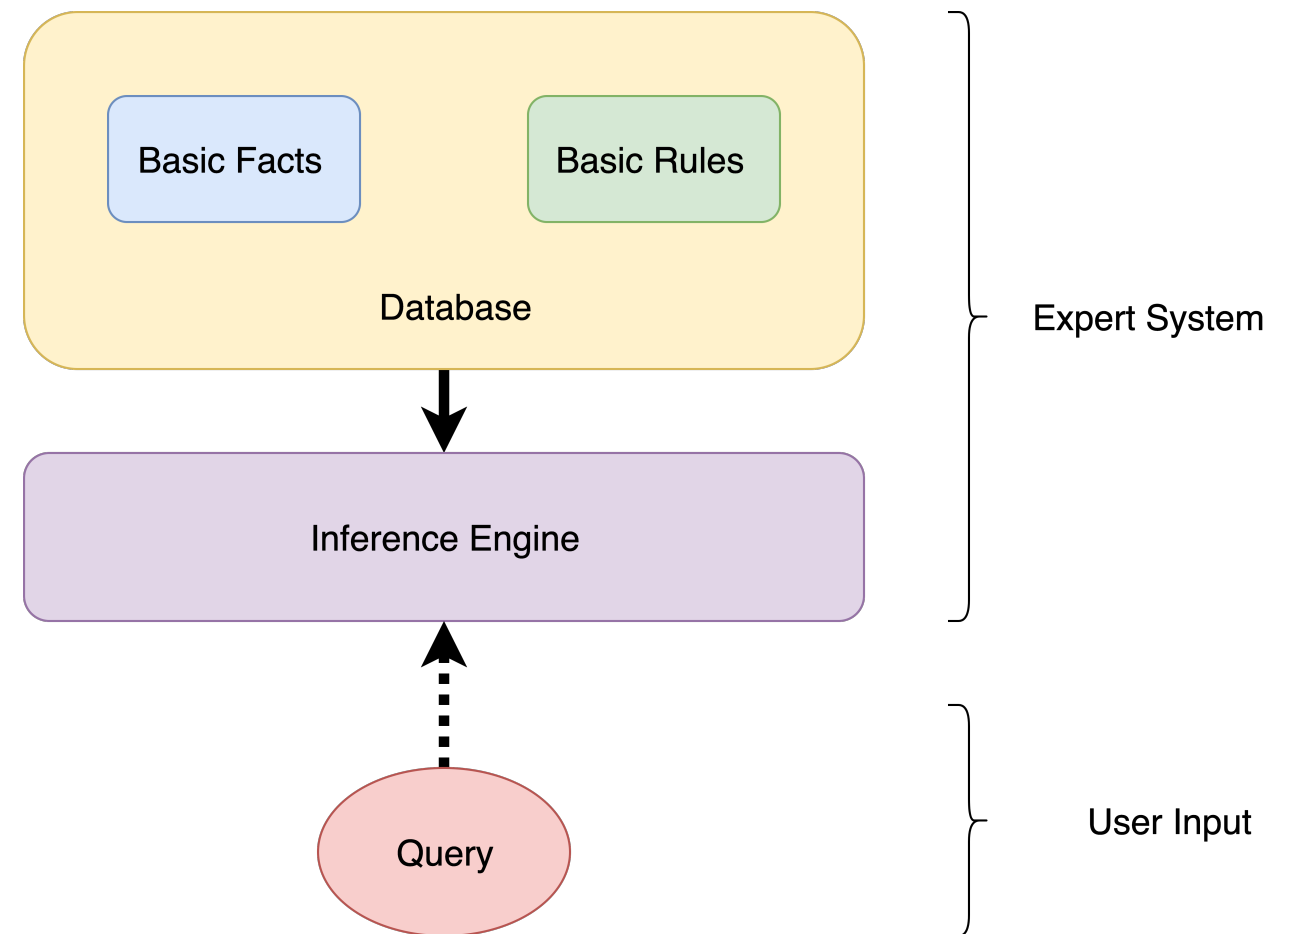 Basic Facts
Basic Rules
Database
Expert System
Inference Engine
User Input
Query